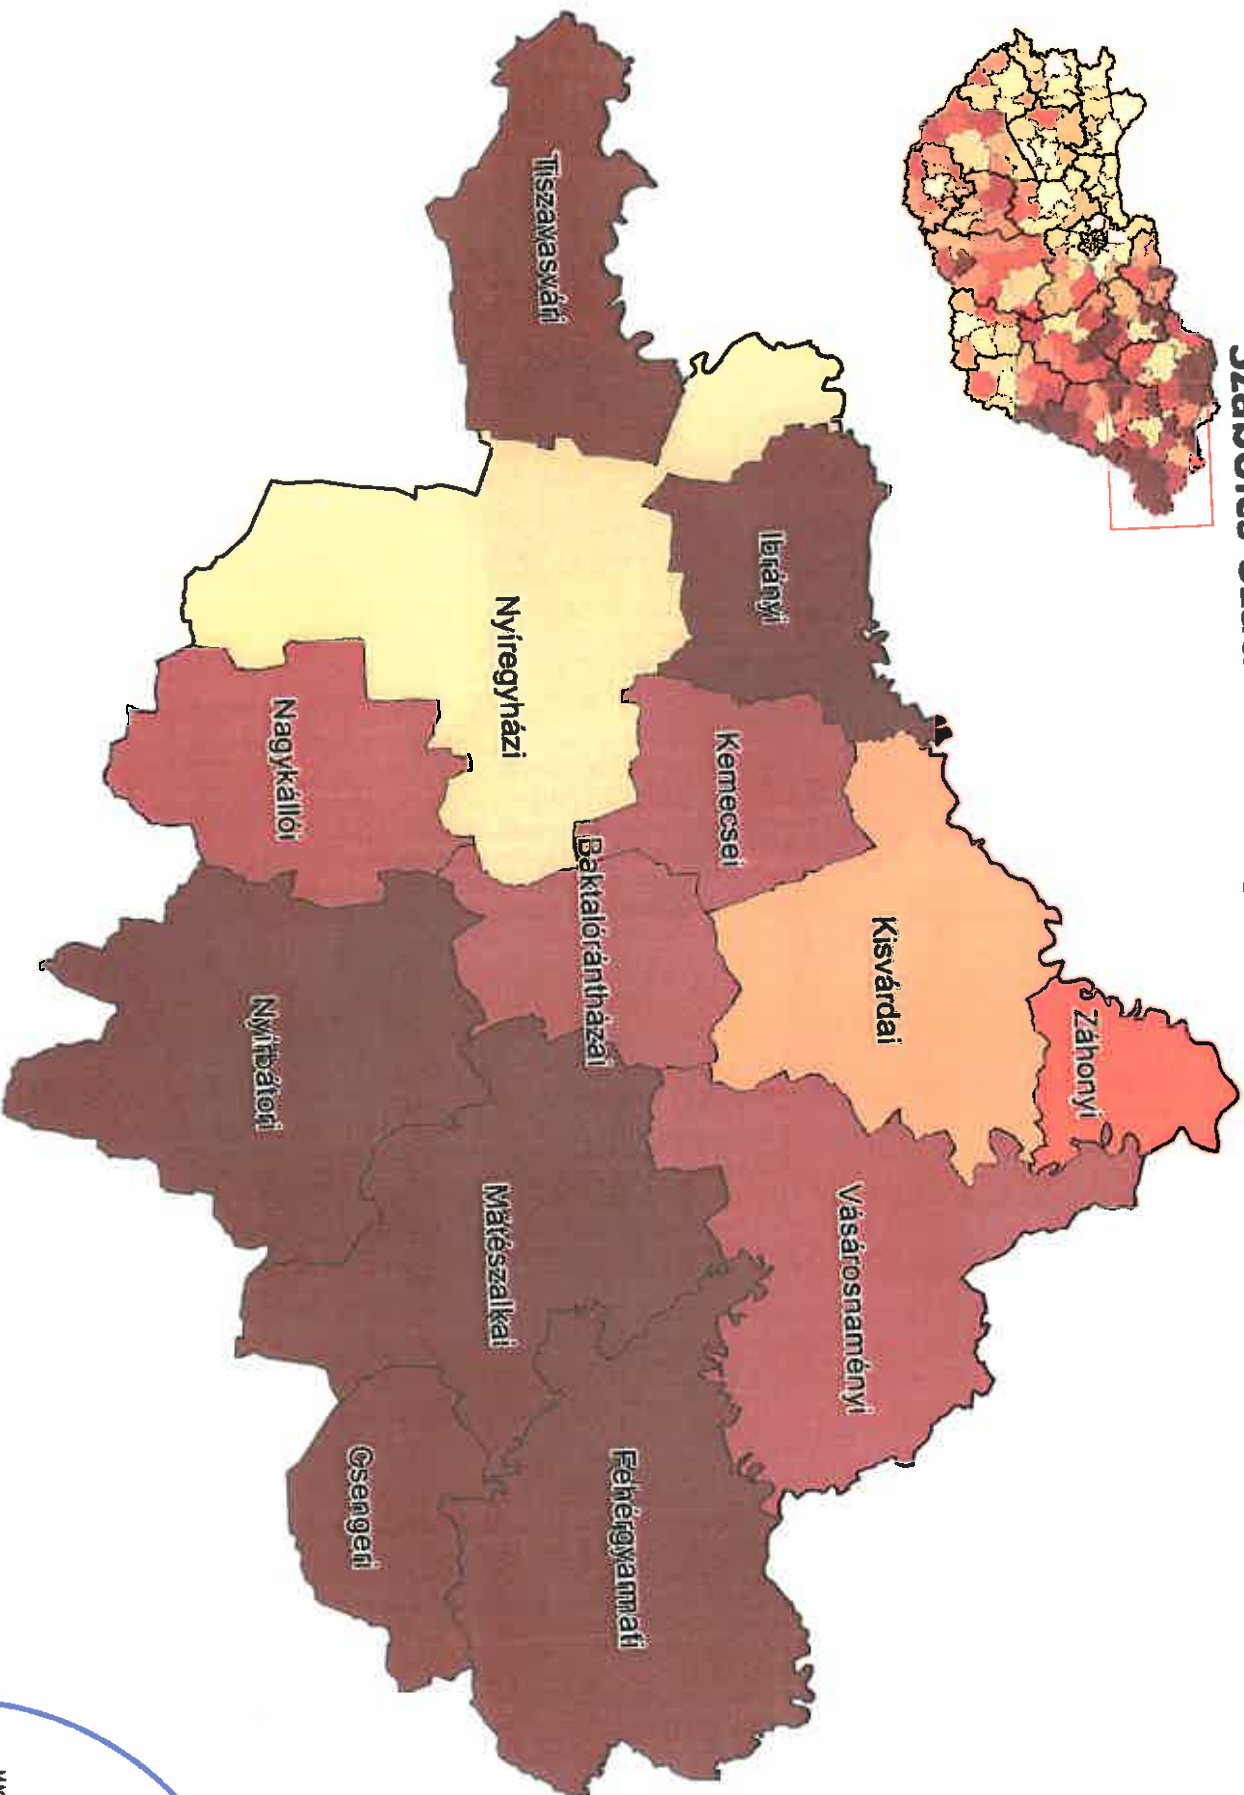 Záhonyi
Kisvárdai
Vásárosnaményi
Ibrányi
Kemecsei
Fehérgyarmati
Baktalórántházai
Tiszavasvári
Nyíregyházi
Mátészalkai
Csengeri
Nagykállói
Nyírbátori